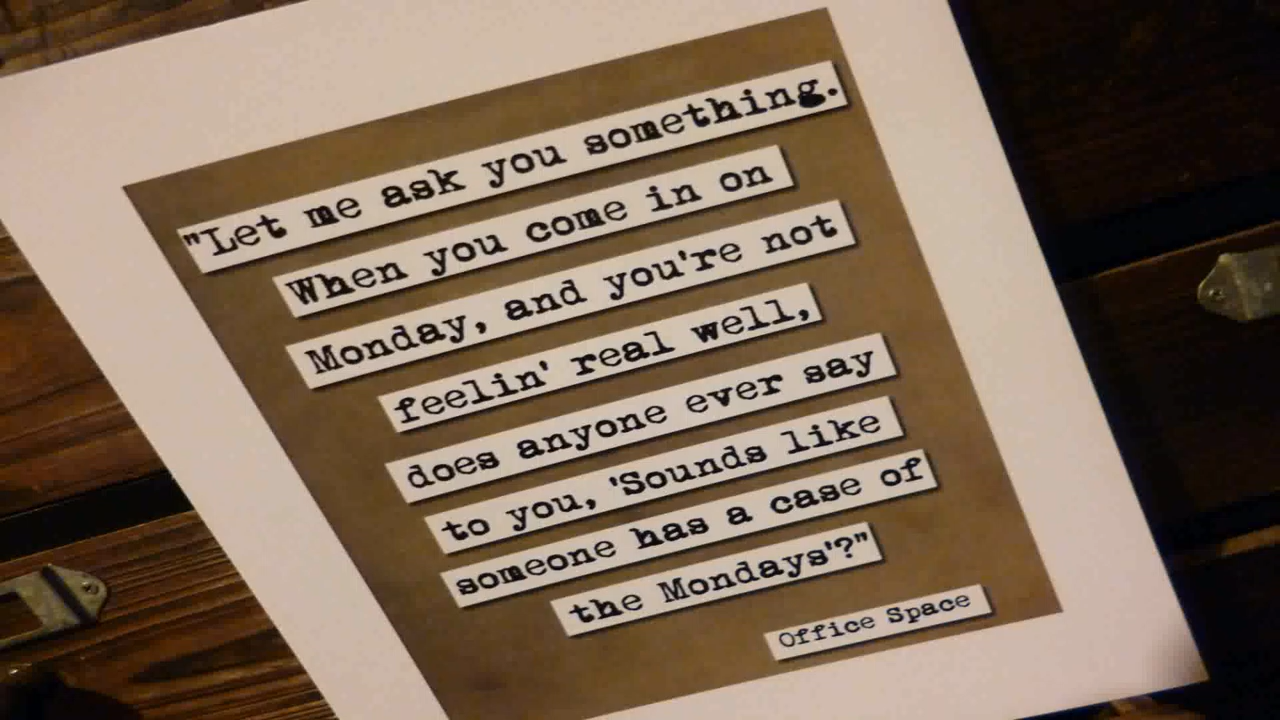 "Let me ask you something.
When you come in on
Monday, and you're not
feelin' real well,
does anyone ever say
to you, 'Sounds like
someone has a case of
the Mondays'?"
Office Space